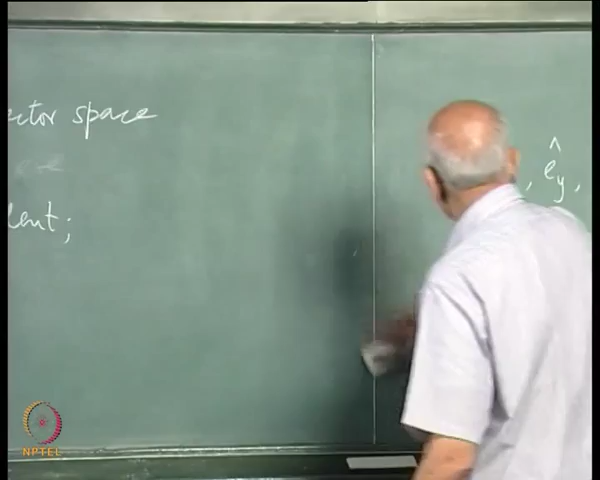 ctor space
lent;
, ê_y ,
NPTEL